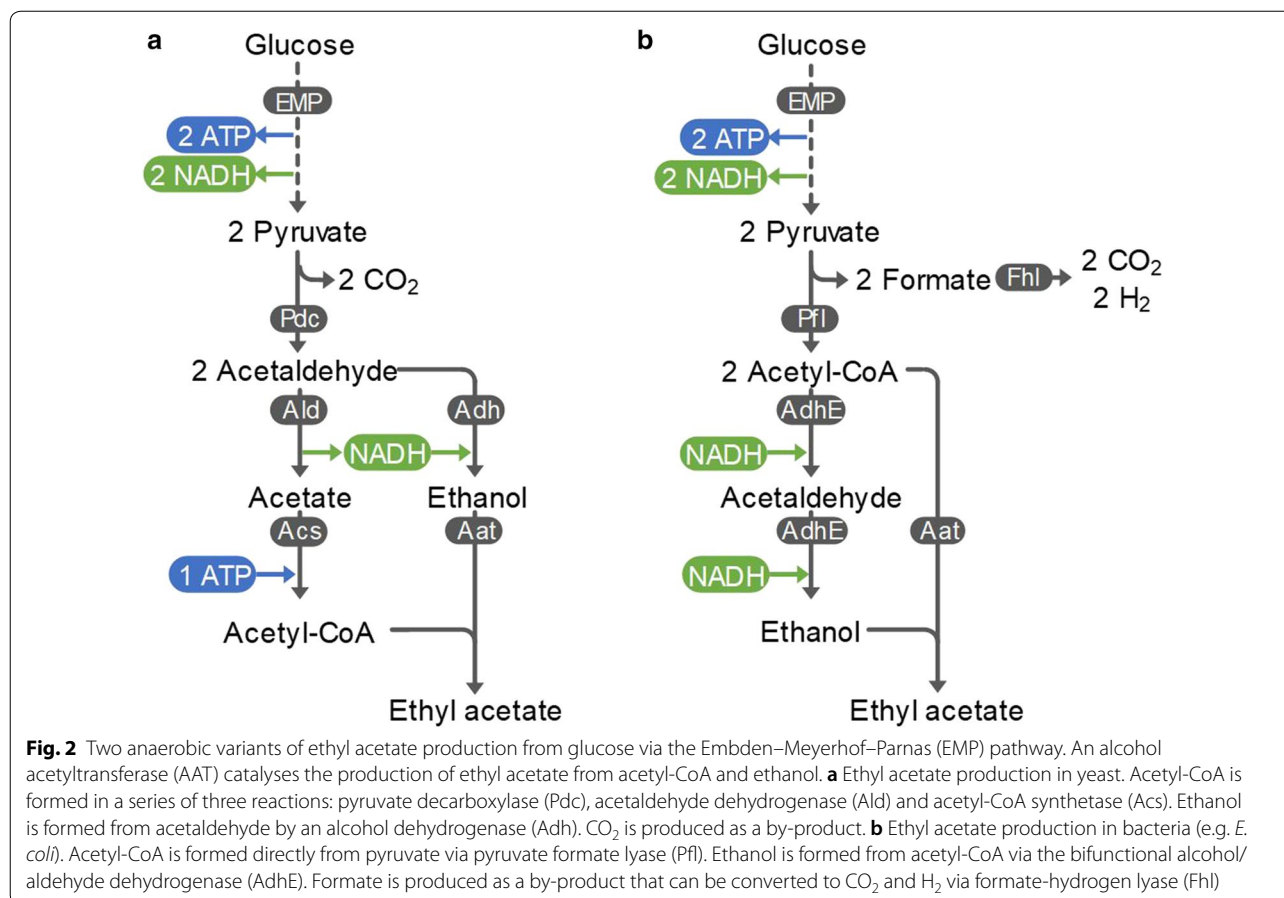 a
Glucose
EMP
2 ATP
2 NADH
2 Pyruvate
2 CO₂
Pdc
2 Acetaldehyde
Ald
Adh
NADH
Acetate
Ethanol
Acs
Aat
1 ATP
Acetyl-CoA
Ethyl acetate
b
Glucose
EMP
2 ATP
2 NADH
2 Pyruvate
2 Formate
Fhl
2 CO₂
2 H₂
Pfl
2 Acetyl-CoA
AdhE
NADH
Acetaldehyde
AdhE
Aat
NADH
Ethanol
Ethyl acetate
Fig. 2 Two anaerobic variants of ethyl acetate production from glucose via the Embden–Meyerhof–Parnas (EMP) pathway. An alcohol
acetyltransferase (AAT) catalyses the production of ethyl acetate from acetyl-CoA and ethanol. a Ethyl acetate production in yeast. Acetyl-CoA is
formed in a series of three reactions: pyruvate decarboxylase (Pdc), acetaldehyde dehydrogenase (Ald) and acetyl-CoA synthetase (Acs). Ethanol
is formed from acetaldehyde by an alcohol dehydrogenase (Adh). CO₂ is produced as a by-product. b Ethyl acetate production in bacteria (e.g. E.
coli). Acetyl-CoA is formed directly from pyruvate via pyruvate formate lyase (Pfl). Ethanol is formed from acetyl-CoA via the bifunctional alcohol/
aldehyde dehydrogenase (AdhE). Formate is produced as a by-product that can be converted to CO₂ and H₂ via formate-hydrogen lyase (Fhl)